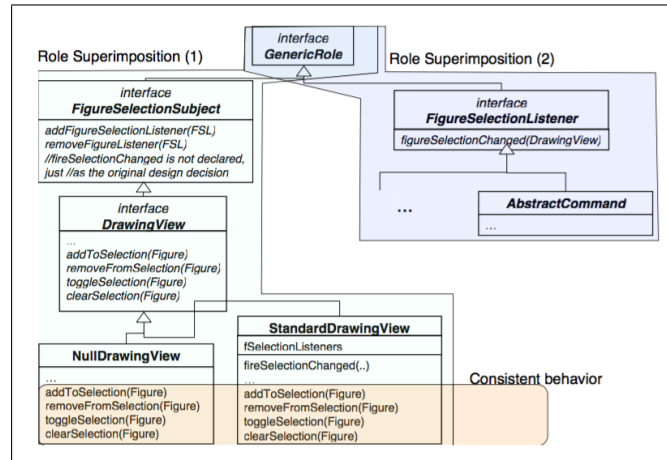 Role Superimposition (1)
interface
GenericRole
Role Superimposition (2)
interface
FigureSelectionSubject
addFigureSelectionListener(FSL)
removeFigureListener(FSL)
//fireSelectionChanged is not declared,
just //as the original design decision
interface
FigureSelectionListener
figureSelectionChanged(DrawingView)
...
AbstractCommand
...
interface
DrawingView
...
addToSelection(Figure)
removeFromSelection(Figure)
toggleSelection(Figure)
clearSelection(Figure)
NullDrawingView
...
addToSelection(Figure)
removeFromSelection(Figure)
toggleSelection(Figure)
clearSelection(Figure)
StandardDrawingView
fSelectionListeners
fireSelectionChanged(..)
...
addToSelection(Figure)
removeFromSelection(Figure)
toggleSelection(Figure)
clearSelection(Figure)
Consistent behavior